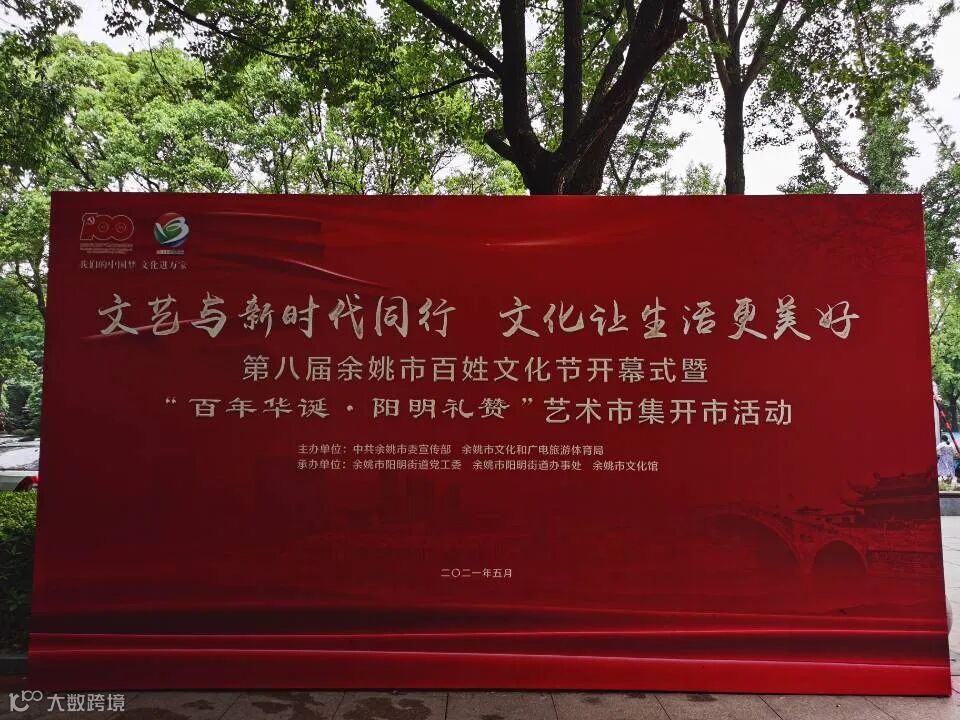 100
我们的中国梦 文化进万家
文艺与新时代同行 文化让生活更美好
第八届余姚市百姓文化节开幕式暨
“百年华诞·阳明礼赞”艺术市集开市活动
主办单位：中共余姚市委宣传部 余姚市文化和广电旅游体育局
承办单位：余姚市阳明街道党工委 余姚市阳明街道办事处 余姚市文化馆
二〇二一年五月
大数跨境